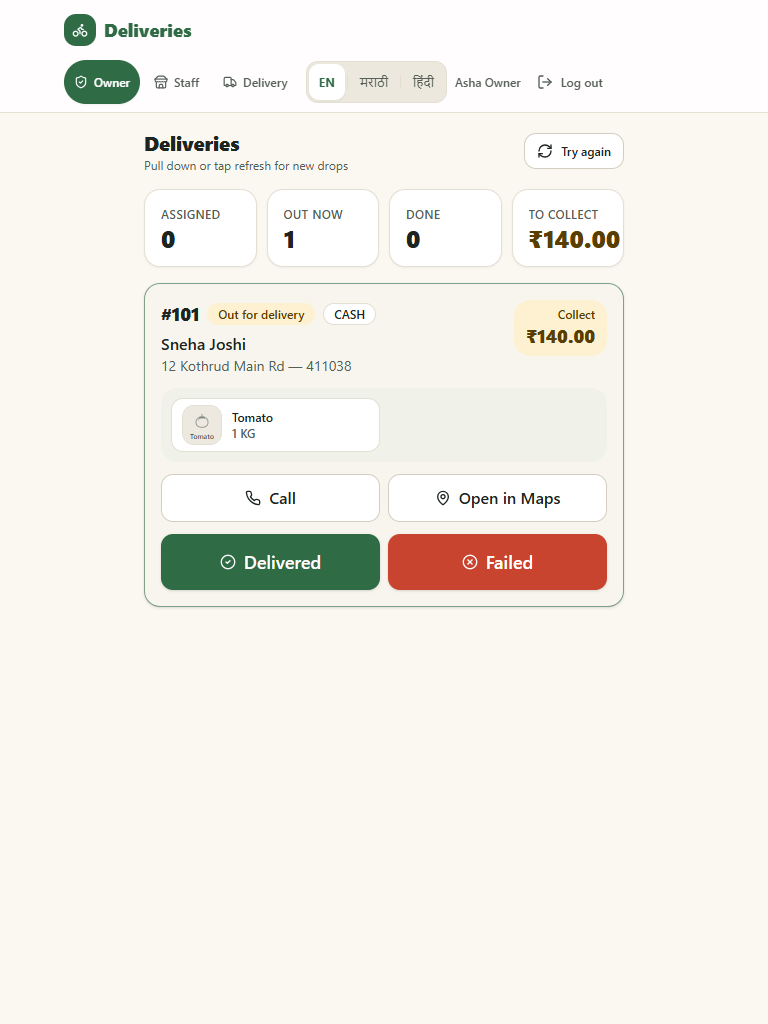 Deliveries
Owner Staff Delivery EN मराठी हिंदी Asha Owner Log out
Deliveries
Pull down or tap refresh for new drops
Try again
ASSIGNED
0
OUT NOW
1
DONE
0
TO COLLECT
₹140.00
#101 Out for delivery CASH
Collect
₹140.00
Sneha Joshi
12 Kothrud Main Rd — 411038
Tomato
Tomato
1 KG
Call
Open in Maps
Delivered
Failed